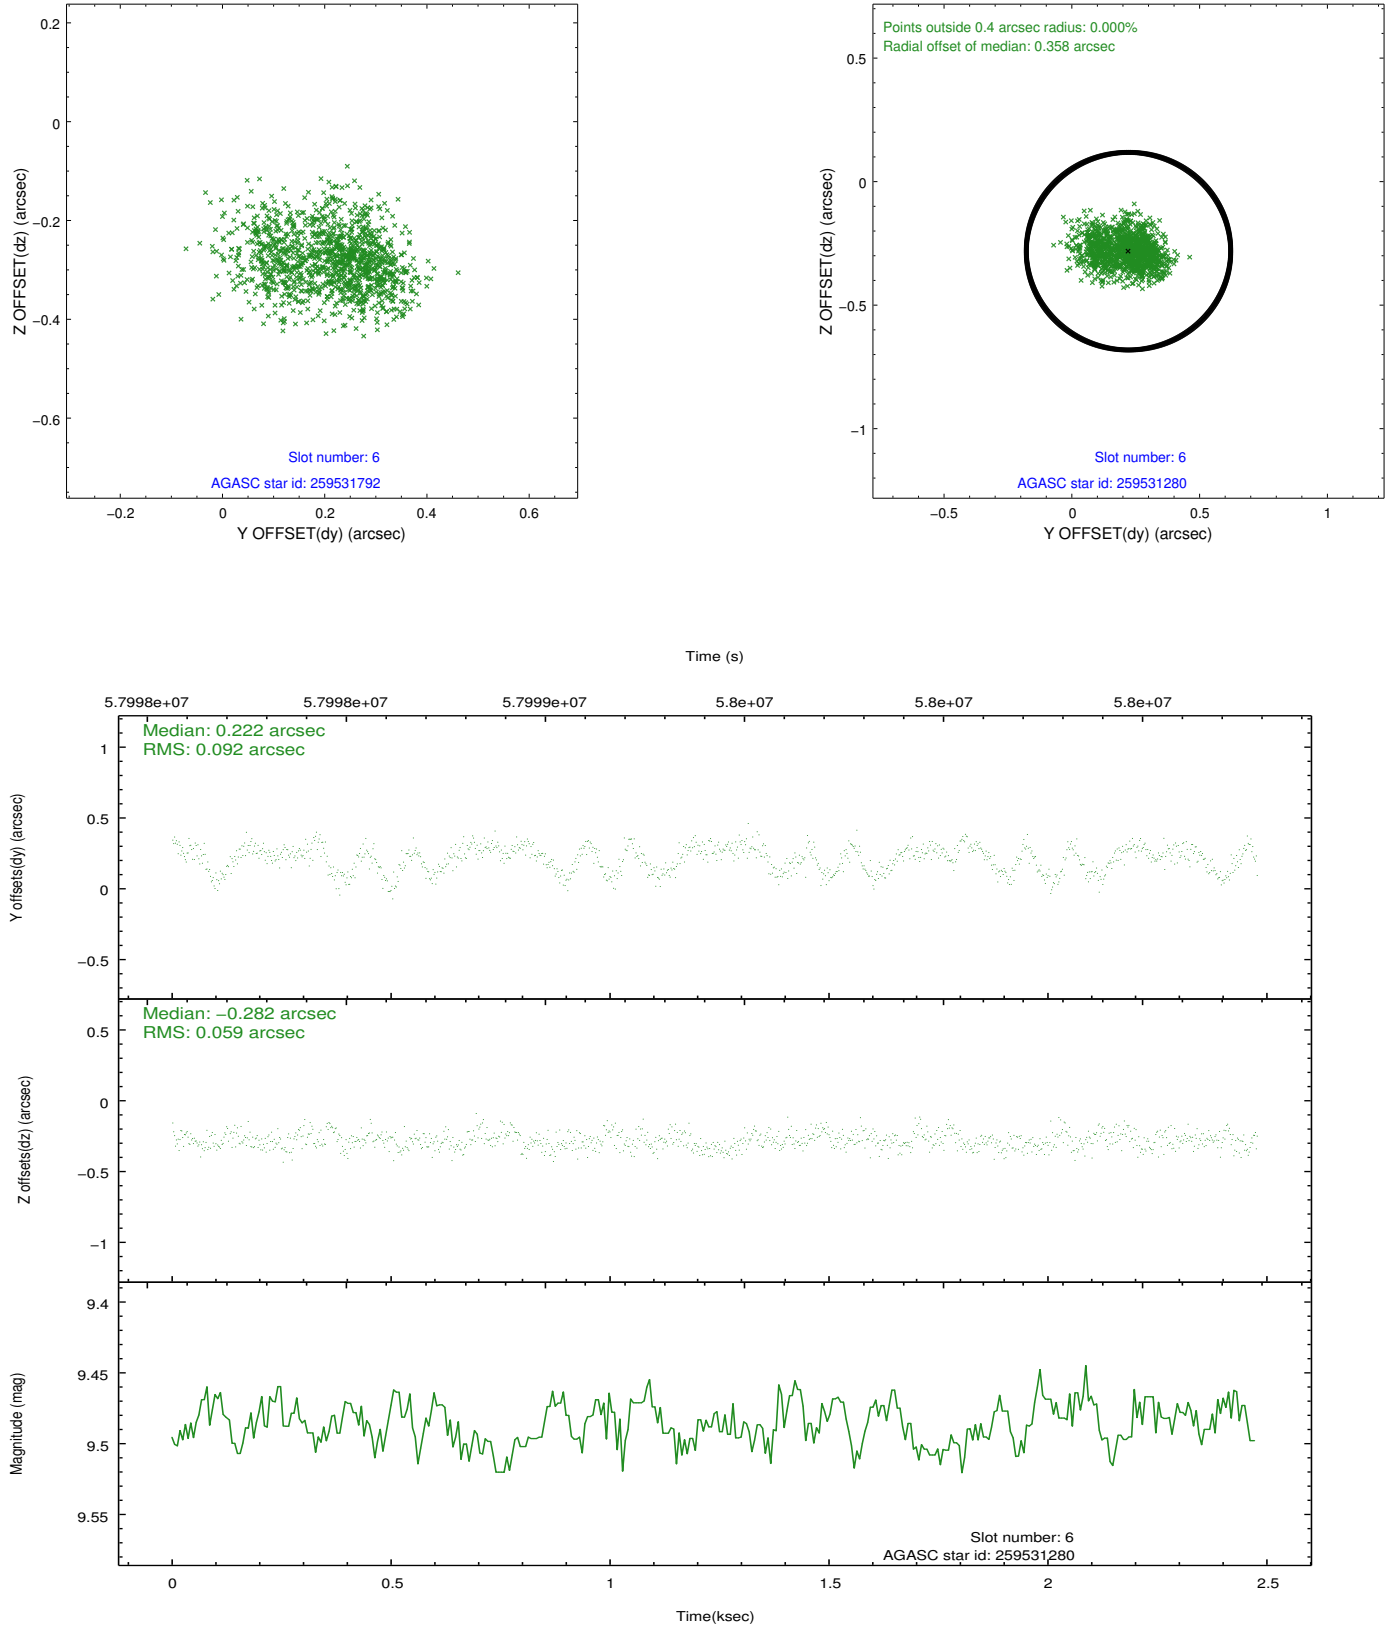 0.2
0
−0.2
−0.4
−0.6
Z OFFSET(dz) (arcsec)
Slot number: 6
AGASC star id: 259531792
−0.2 0 0.2 0.4 0.6
Y OFFSET(dy) (arcsec)
Points outside 0.4 arcsec radius: 0.000%
Radial offset of median: 0.358 arcsec
0.5
0
−0.5
−1
Z OFFSET(dz) (arcsec)
Slot number: 6
AGASC star id: 259531280
−0.5 0 0.5 1
Y OFFSET(dy) (arcsec)
Time (s)
5.7998e+07 5.7998e+07 5.7999e+07 5.8e+07 5.8e+07 5.8e+07
Median: 0.222 arcsec
RMS: 0.092 arcsec
1
0.5
0
−0.5
Y offsets(dy) (arcsec)
Median: −0.282 arcsec
RMS: 0.059 arcsec
0.5
0
−0.5
−1
Z offsets(dz) (arcsec)
9.4
9.45
9.5
9.55
Magnitude (mag)
Slot number: 6
AGASC star id: 259531280
0 0.5 1 1.5 2 2.5
Time(ksec)